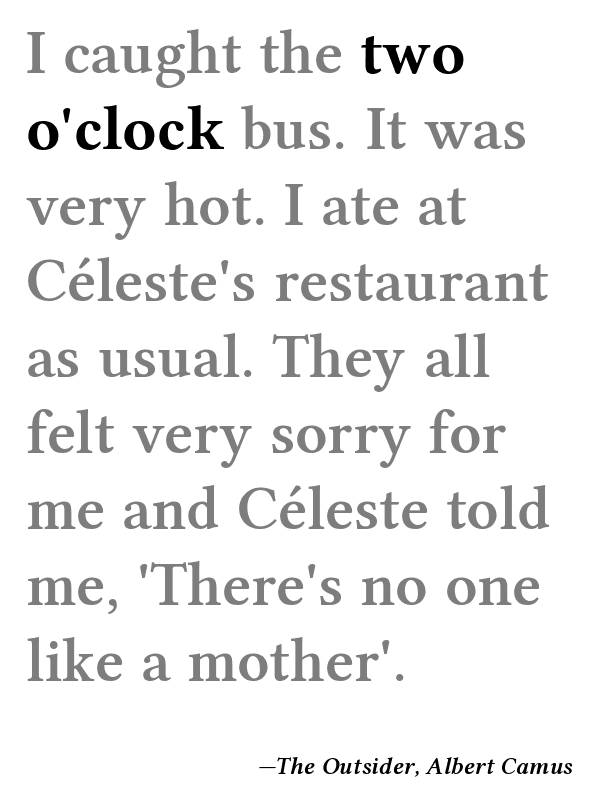 I caught the two
o'clock bus. It was
very hot. I ate at
Céleste's restaurant
as usual. They all
felt very sorry for
me and Céleste told
me, 'There's no one
like a mother'.
—The Outsider, Albert Camus